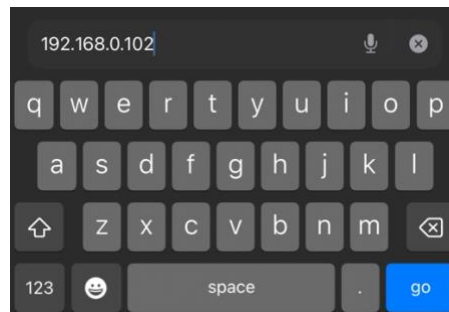 192.168.0.102
q w e r t y u i o p
a s d f g h j k l
z x c v b n m
123 space . go